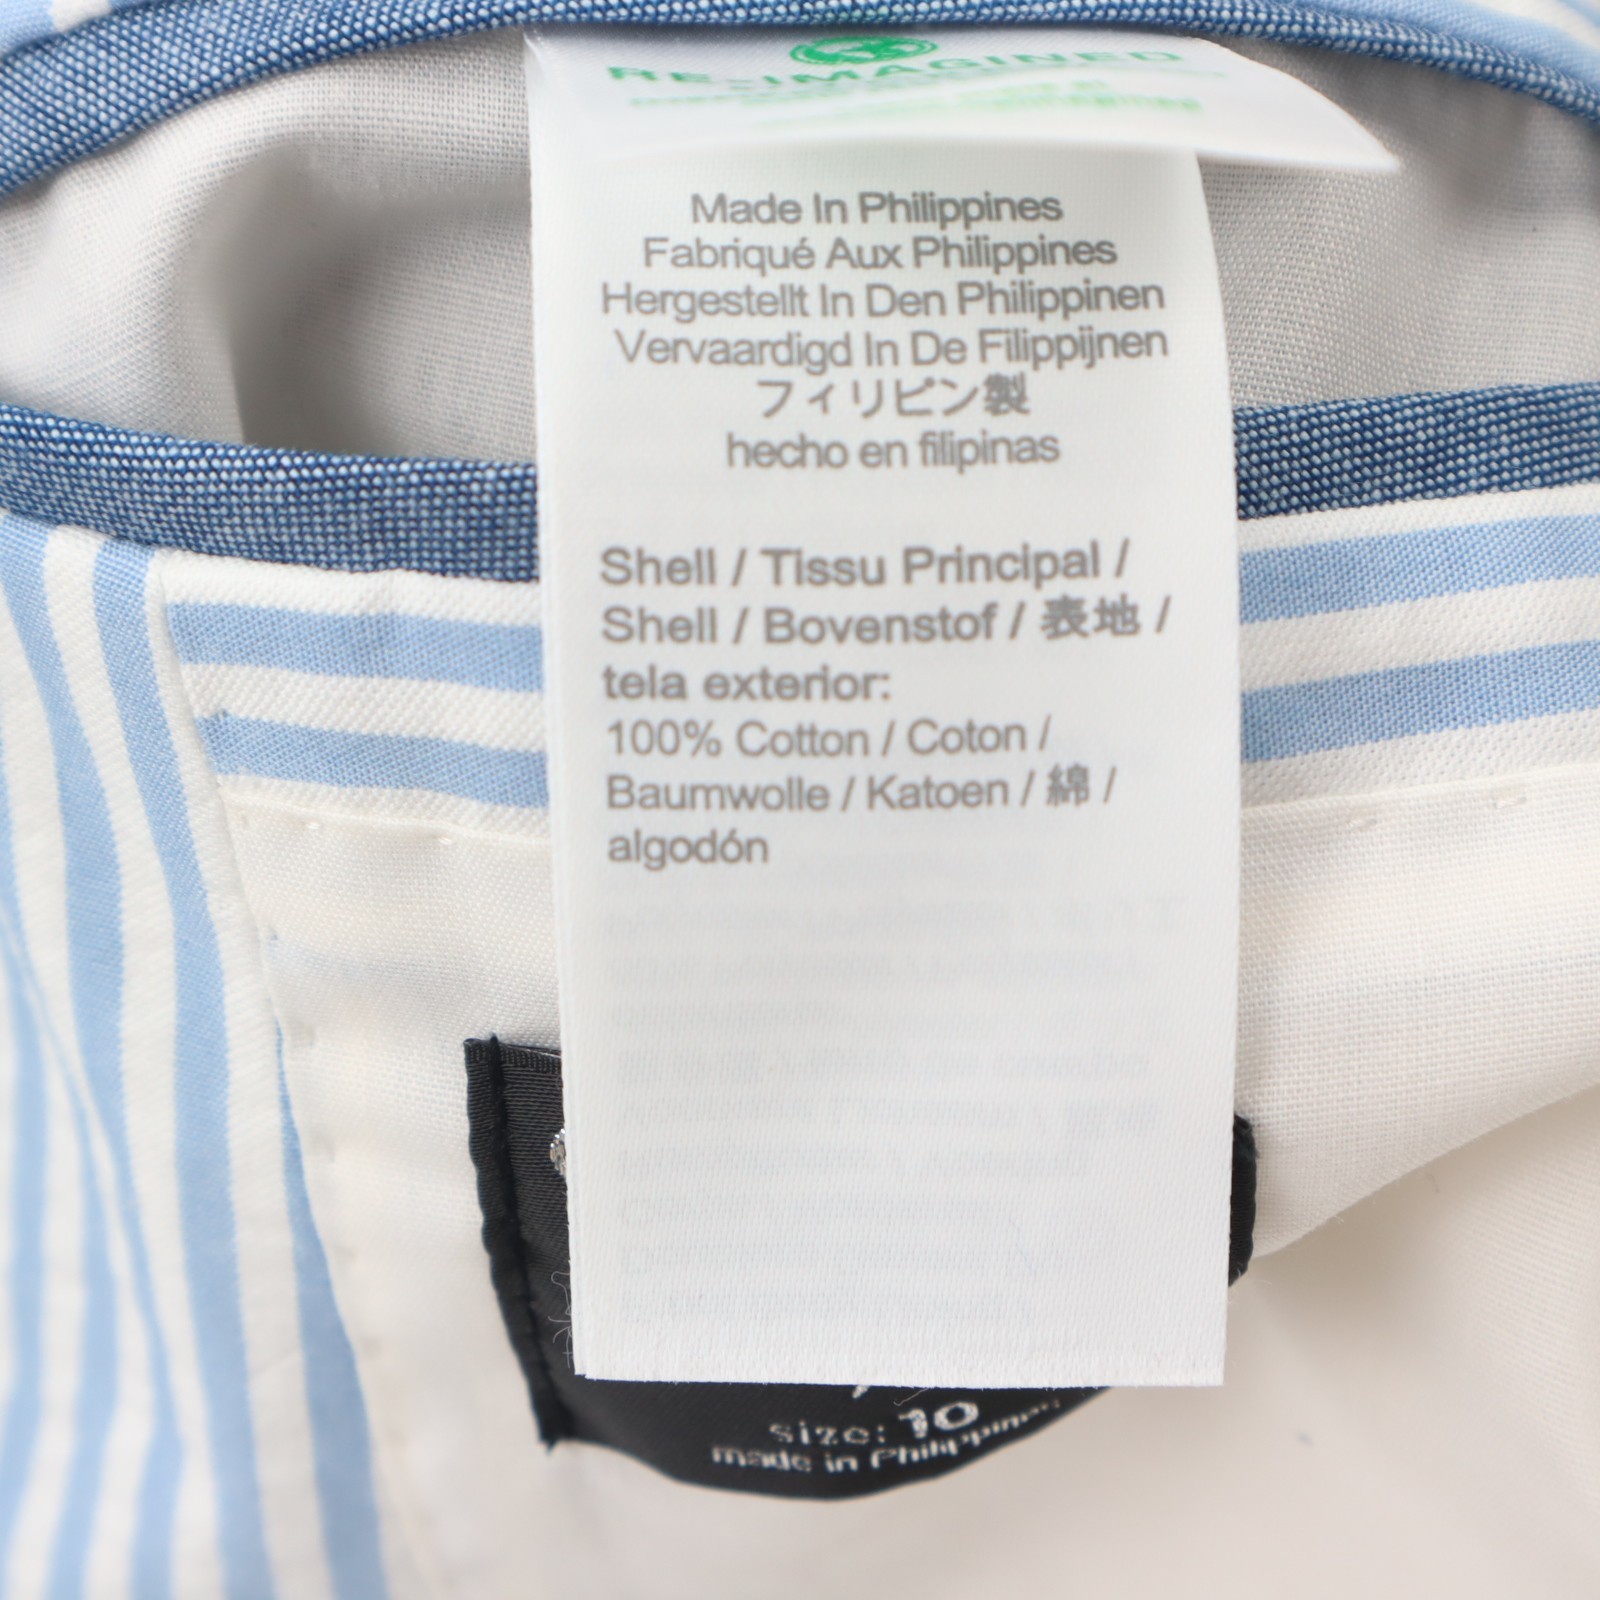 RE-IMAGINED
Made In Philippines
Fabriqué Aux Philippines
Hergestellt In Den Philippinen
Vervaardigd In De Filippijnen
フィリピン製
hecho en filipinas
Shell / Tissu Principal /
Shell / Bovenstof / 表地 /
tela exterior:
100% Cotton / Coton /
Baumwolle / Katoen / 綿 /
algodón
size: 10
made in Philippines